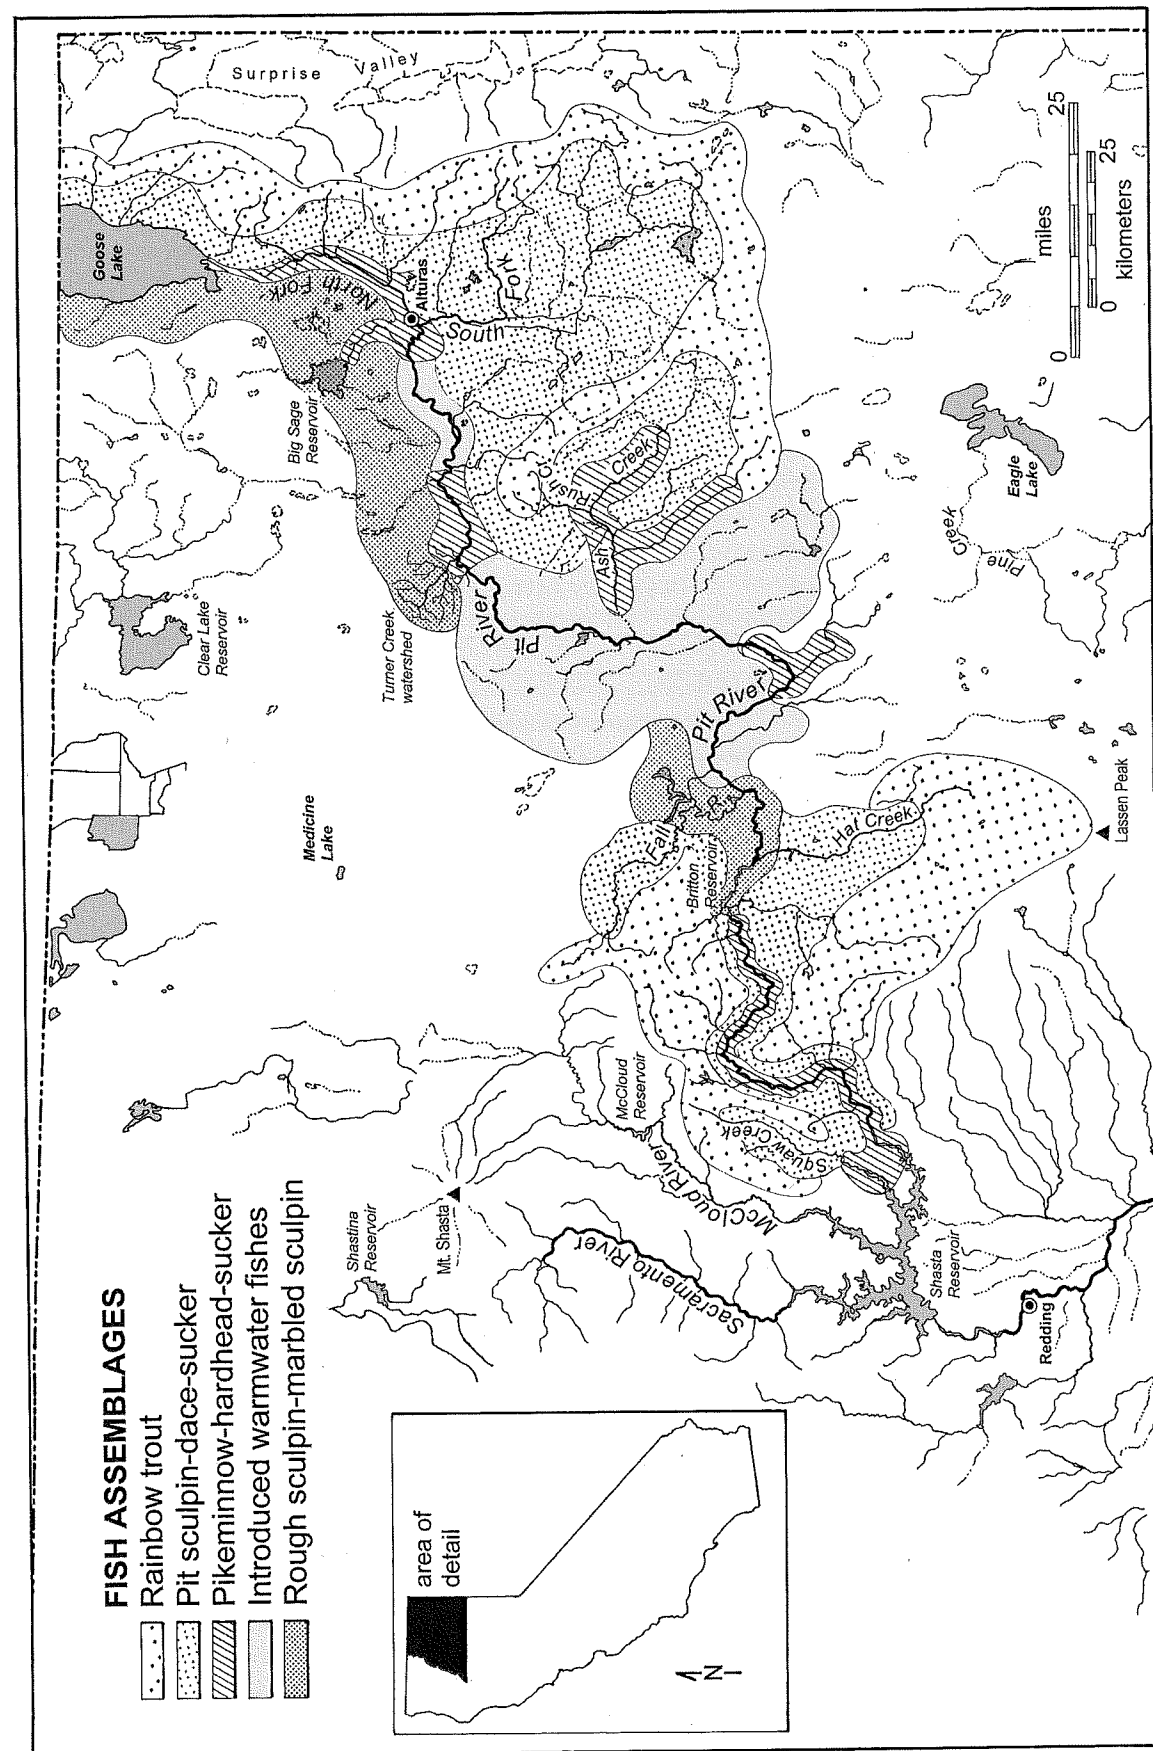 FISH ASSEMBLAGES
Rainbow trout
Pit sculpin-dace-sucker
Pikeminnow-hardhead-sucker
Introduced warmwater fishes
Rough sculpin-marbled sculpin
area of
detail
N
Shastina
Reservoir
Mt. Shasta
Sacramento River
McCloud River
McCloud
Reservoir
Squaw Creek
Shasta
Reservoir
Redding
Medicine
Lake
Fall
R.
Britton
Reservoir
Hat Creek
Lassen Peak
Pit River
Clear Lake
Reservoir
Turner Creek
watershed
Pit
River
Ash
Creek
Rush Cr.
Big Sage
Reservoir
Goose
Lake
North Fork
Alturas
South
Fork
Surprise Valley
Pine
Creek
Eagle
Lake
0 25
miles
0 25
kilometers